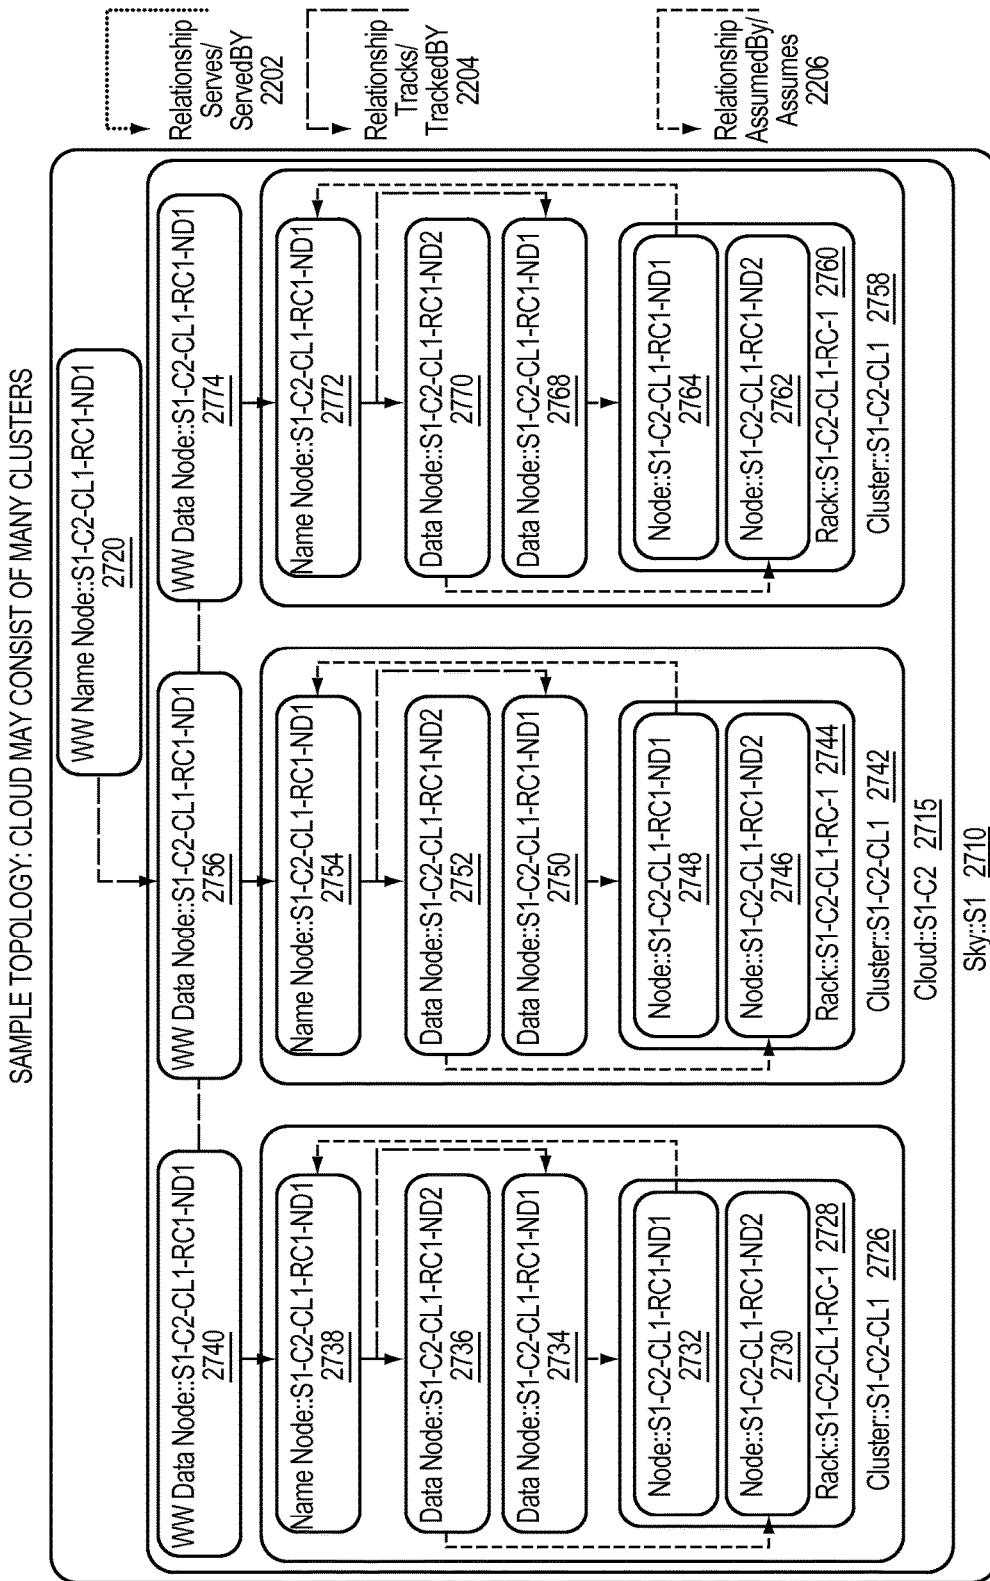 SAMPLE TOPOLOGY: CLOUD MAY CONSIST OF MANY CLUSTERS
WW Name Node::S1-C2-CL1-RC1-ND1
2720
WW Data Node::S1-C2-CL1-RC1-ND1
2740
Name Node::S1-C2-CL1-RC1-ND1
2738
Data Node::S1-C2-CL1-RC1-ND2
2736
Data Node::S1-C2-CL1-RC1-ND1
2734
Node::S1-C2-CL1-RC1-ND1
2732
Node::S1-C2-CL1-RC1-ND2
2730
Rack::S1-C2-CL1-RC-1 2728
Cluster::S1-C2-CL1 2726
WW Data Node::S1-C2-CL1-RC1-ND1
2756
Name Node::S1-C2-CL1-RC1-ND1
2754
Data Node::S1-C2-CL1-RC1-ND2
2752
Data Node::S1-C2-CL1-RC1-ND1
2750
Node::S1-C2-CL1-RC1-ND1
2748
Node::S1-C2-CL1-RC1-ND2
2746
Rack::S1-C2-CL1-RC-1 2744
Cluster::S1-C2-CL1 2742
WW Data Node::S1-C2-CL1-RC1-ND1
2774
Name Node::S1-C2-CL1-RC1-ND1
2772
Data Node::S1-C2-CL1-RC1-ND2
2770
Data Node::S1-C2-CL1-RC1-ND1
2768
Node::S1-C2-CL1-RC1-ND1
2764
Node::S1-C2-CL1-RC1-ND2
2762
Rack::S1-C2-CL1-RC-1 2760
Cluster::S1-C2-CL1 2758
Cloud::S1-C2 2715
Sky::S1 2710
Relationship
Serves/
ServedBY
2202
Relationship
Tracks/
TrackedBY
2204
Relationship
AssumedBy/
Assumes
2206